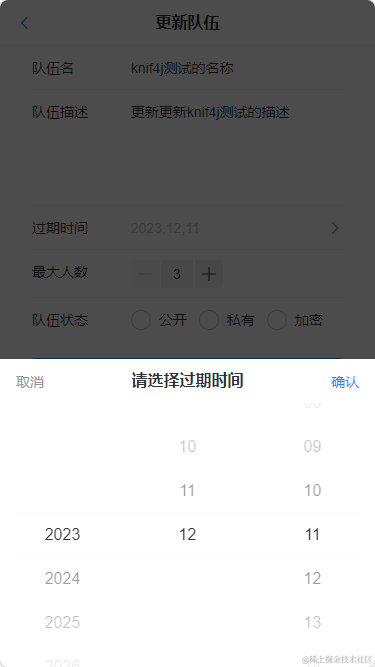 更新队伍
队伍名 knif4j测试的名称
队伍描述 更新更新knif4j测试的描述
过期时间 2023,12,11
最大人数 3
队伍状态 公开 私有 加密
取消 请选择过期时间 确认
10 09
11 10
2023 12 11
2024 12
2025 13
2026
@稀土掘金技术社区